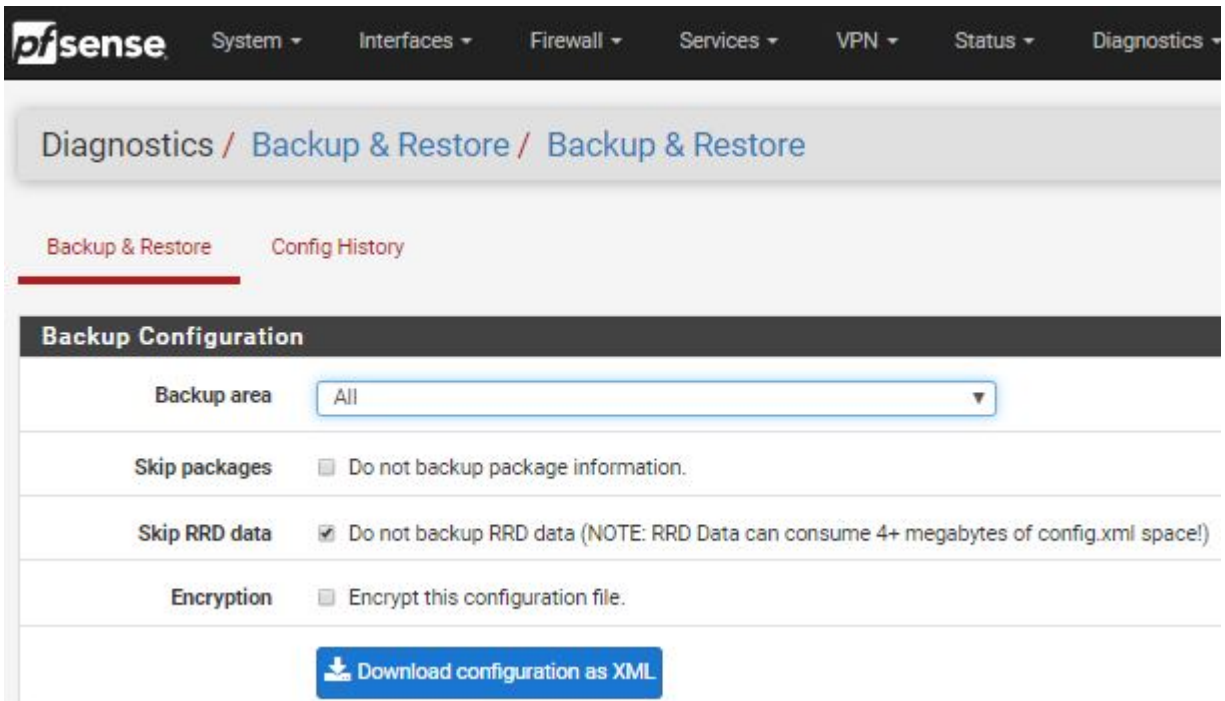 pfsense System Interfaces Firewall Services VPN Status Diagnostics
Diagnostics / Backup & Restore / Backup & Restore
Backup & Restore Config History
Backup Configuration
Backup area All
Skip packages Do not backup package information.
Skip RRD data Do not backup RRD data (NOTE: RRD Data can consume 4+ megabytes of config.xml space!)
Encryption Encrypt this configuration file.
Download configuration as XML